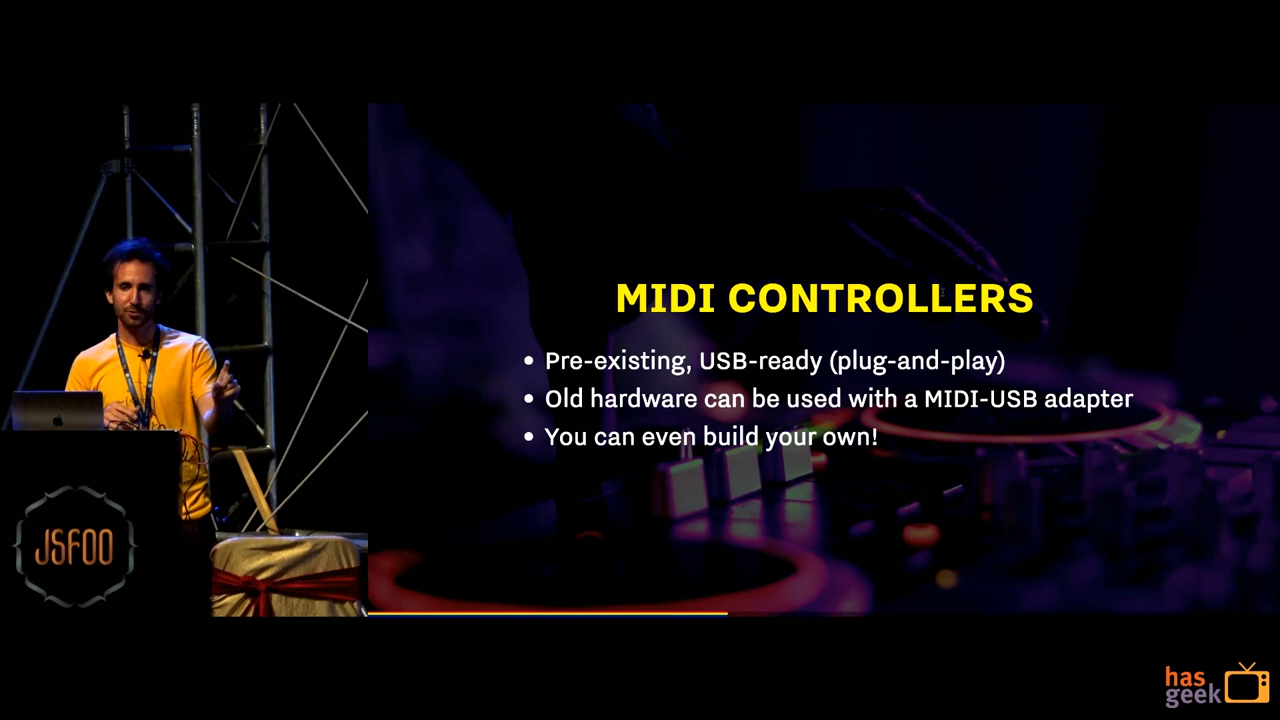 MIDI CONTROLLERS
• Pre-existing, USB-ready (plug-and-play)
• Old hardware can be used with a MIDI-USB adapter
• You can even build your own!
JSFOO
has
geek